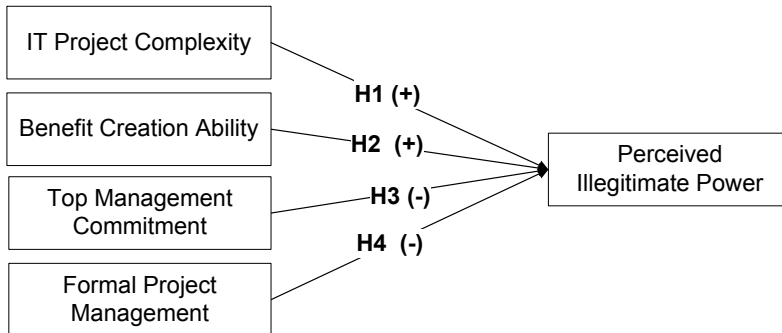 IT Project Complexity
H1 (+)
Benefit Creation Ability
H2 (+)
Top Management
Commitment
H3 (-)
Formal Project
Management
H4 (-)
Perceived
Illegitimate Power